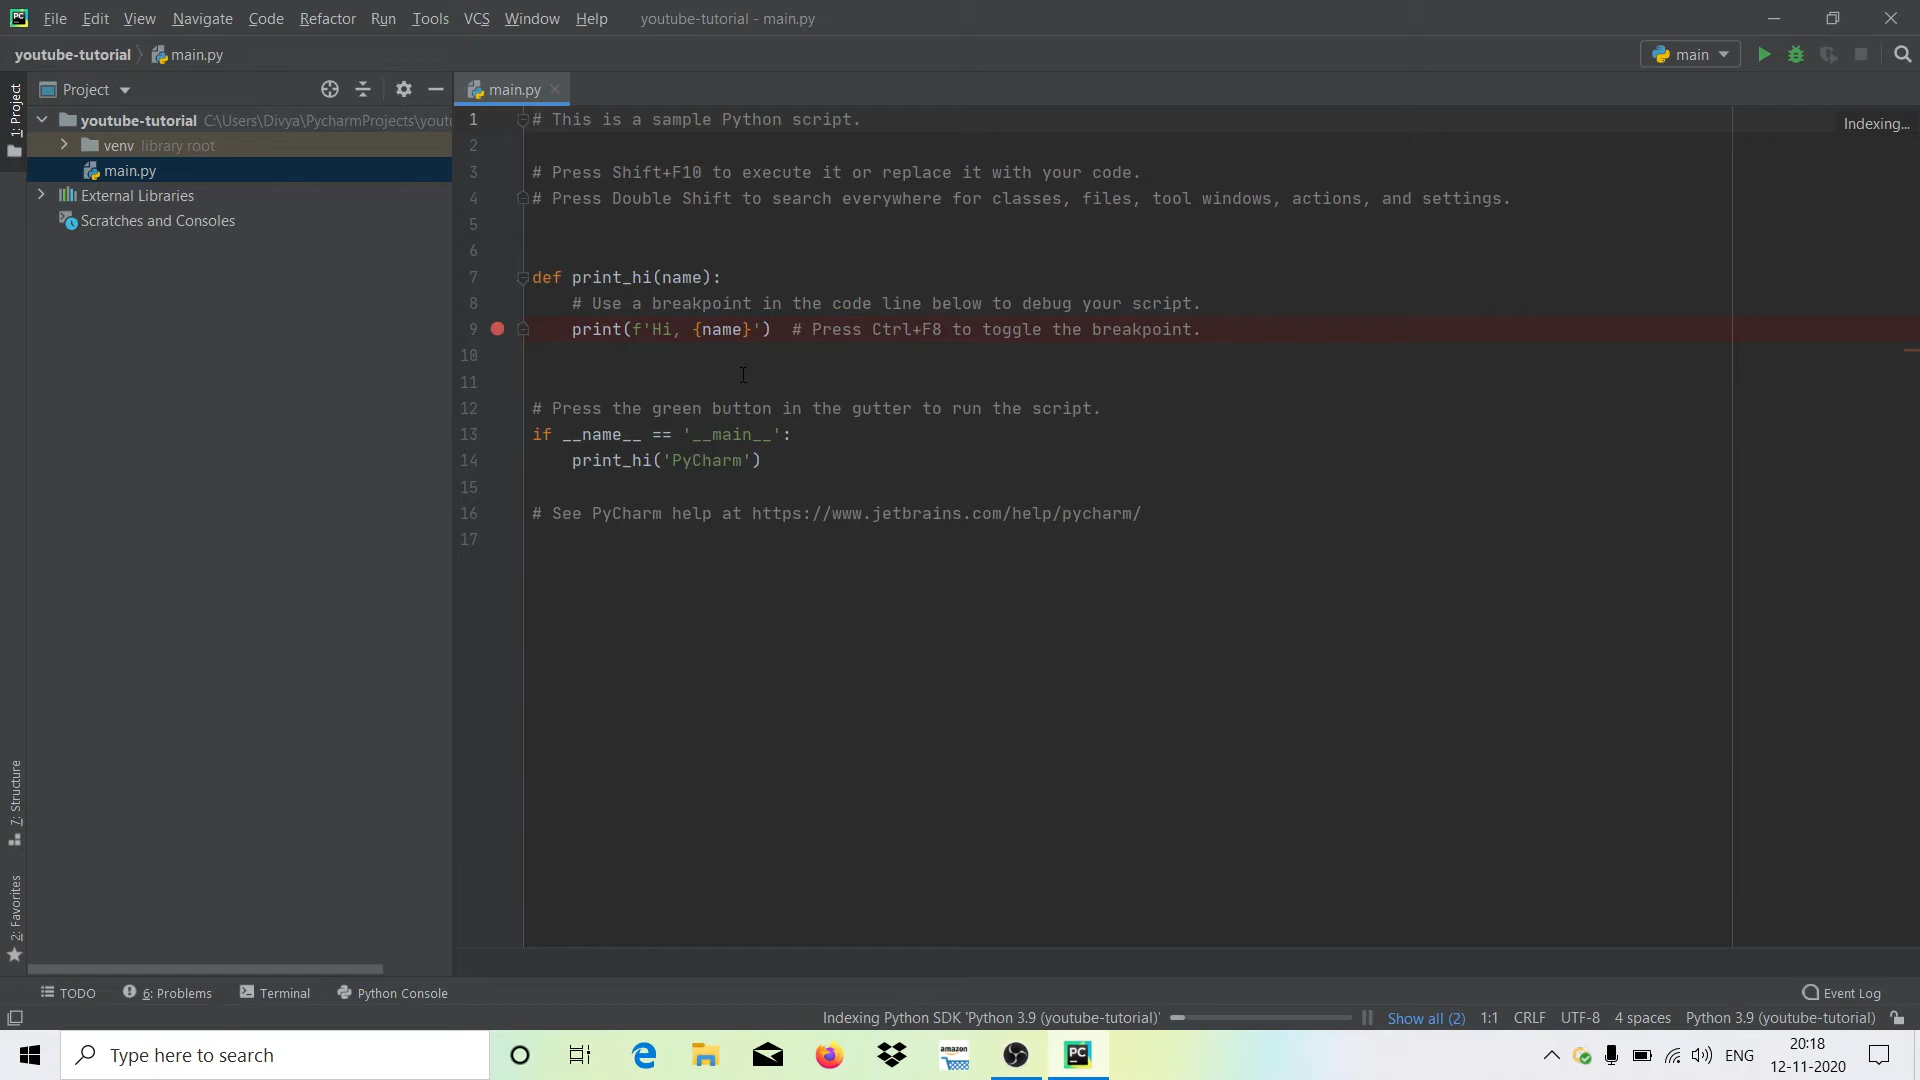 File Edit View Navigate Code Refactor Run Tools VCS Window Help youtube-tutorial - main.py
youtube-tutorial main.py main
1: Project
Project
main.py
youtube-tutorial C:\Users\Divya\PycharmProjects\youtu
venv library root
main.py
External Libraries
Scratches and Consoles
Indexing...
1 # This is a sample Python script.
2
3 # Press Shift+F10 to execute it or replace it with your code.
4 # Press Double Shift to search everywhere for classes, files, tool windows, actions, and settings.
5
6
7 def print_hi(name):
8 # Use a breakpoint in the code line below to debug your script.
9 print(f'Hi, {name}') # Press Ctrl+F8 to toggle the breakpoint.
10
11
12 # Press the green button in the gutter to run the script.
13 if __name__ == '__main__':
14 print_hi('PyCharm')
15
16 # See PyCharm help at https://www.jetbrains.com/help/pycharm/
17
7: Structure
2: Favorites
TODO 6: Problems Terminal Python Console Event Log
Indexing Python SDK 'Python 3.9 (youtube-tutorial)' Show all (2) 1:1 CRLF UTF-8 4 spaces Python 3.9 (youtube-tutorial)
Type here to search
amazon
PC
ENG
20:18
12-11-2020